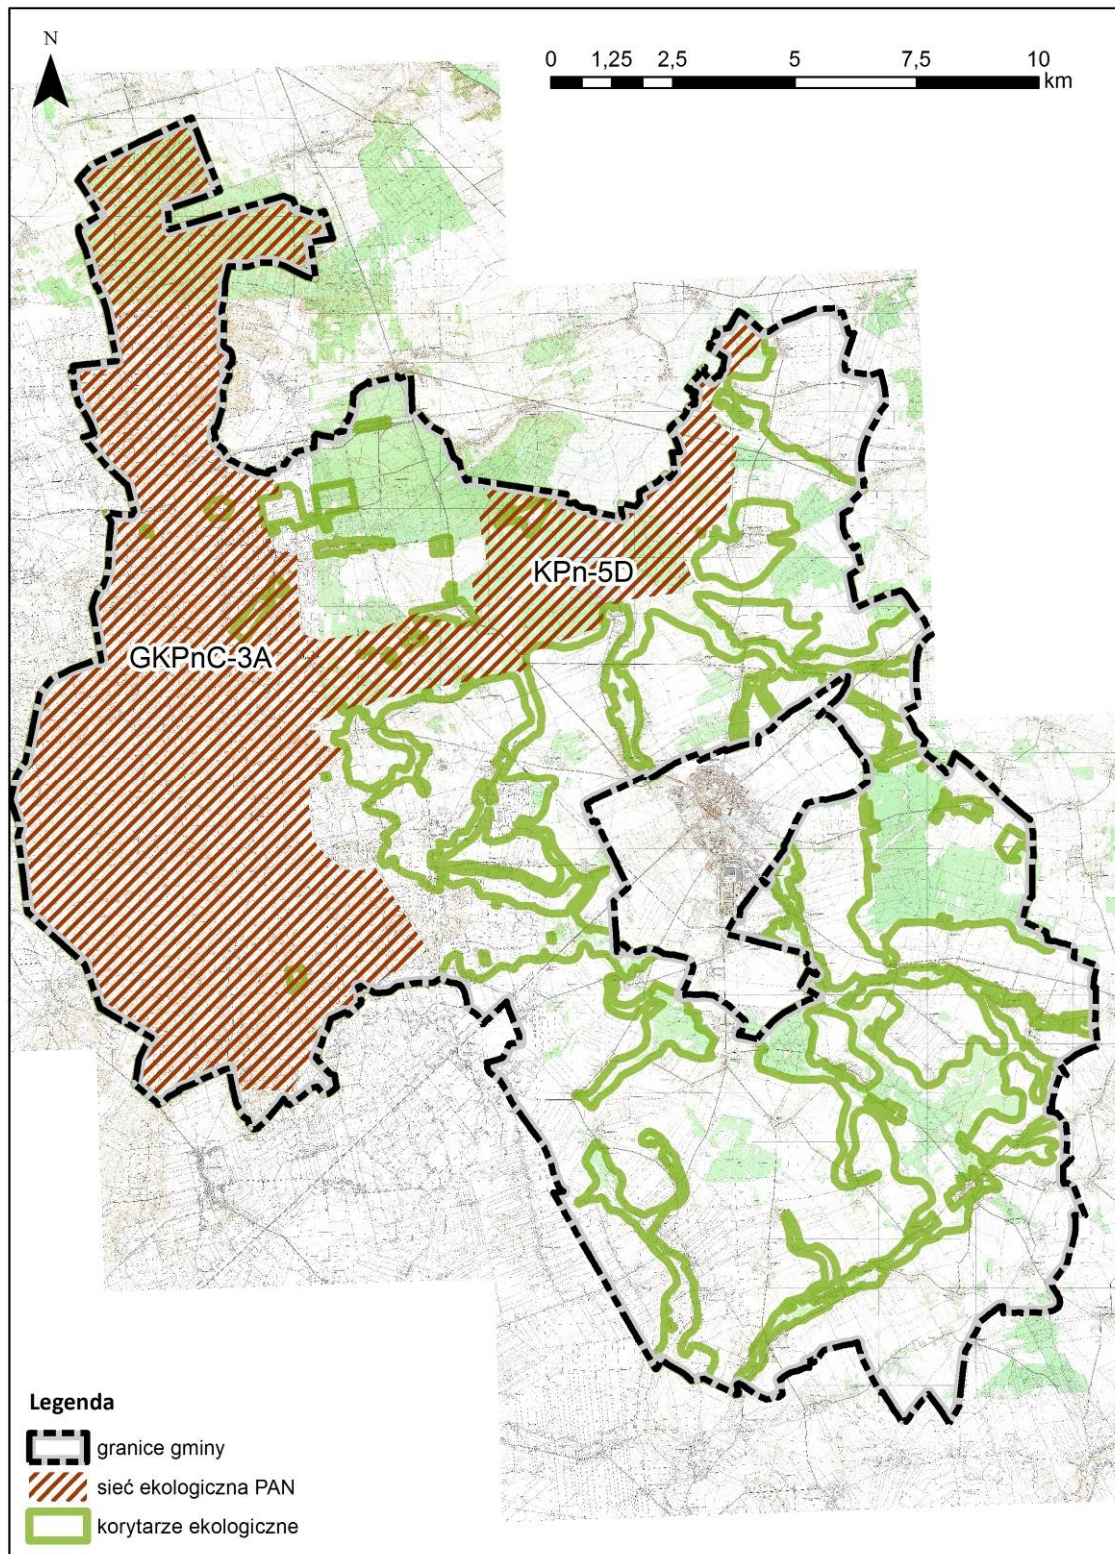 N
0 1,25 2,5 5 7,5 10
km
KPn-5D
GKPnC-3A
Legenda
granice gminy
sieć ekologiczna PAN
korytarze ekologiczne